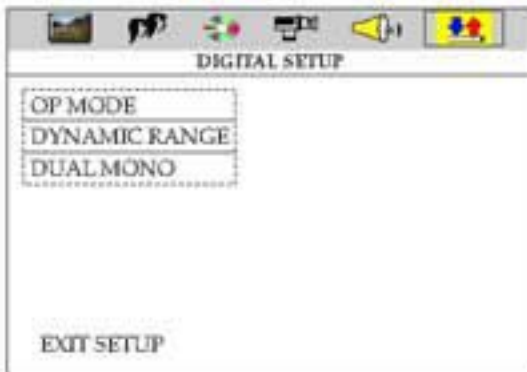 DIGITAL SETUP
OP MODE
DYNAMIC RANGE
DUAL MONO
EXIT SETUP